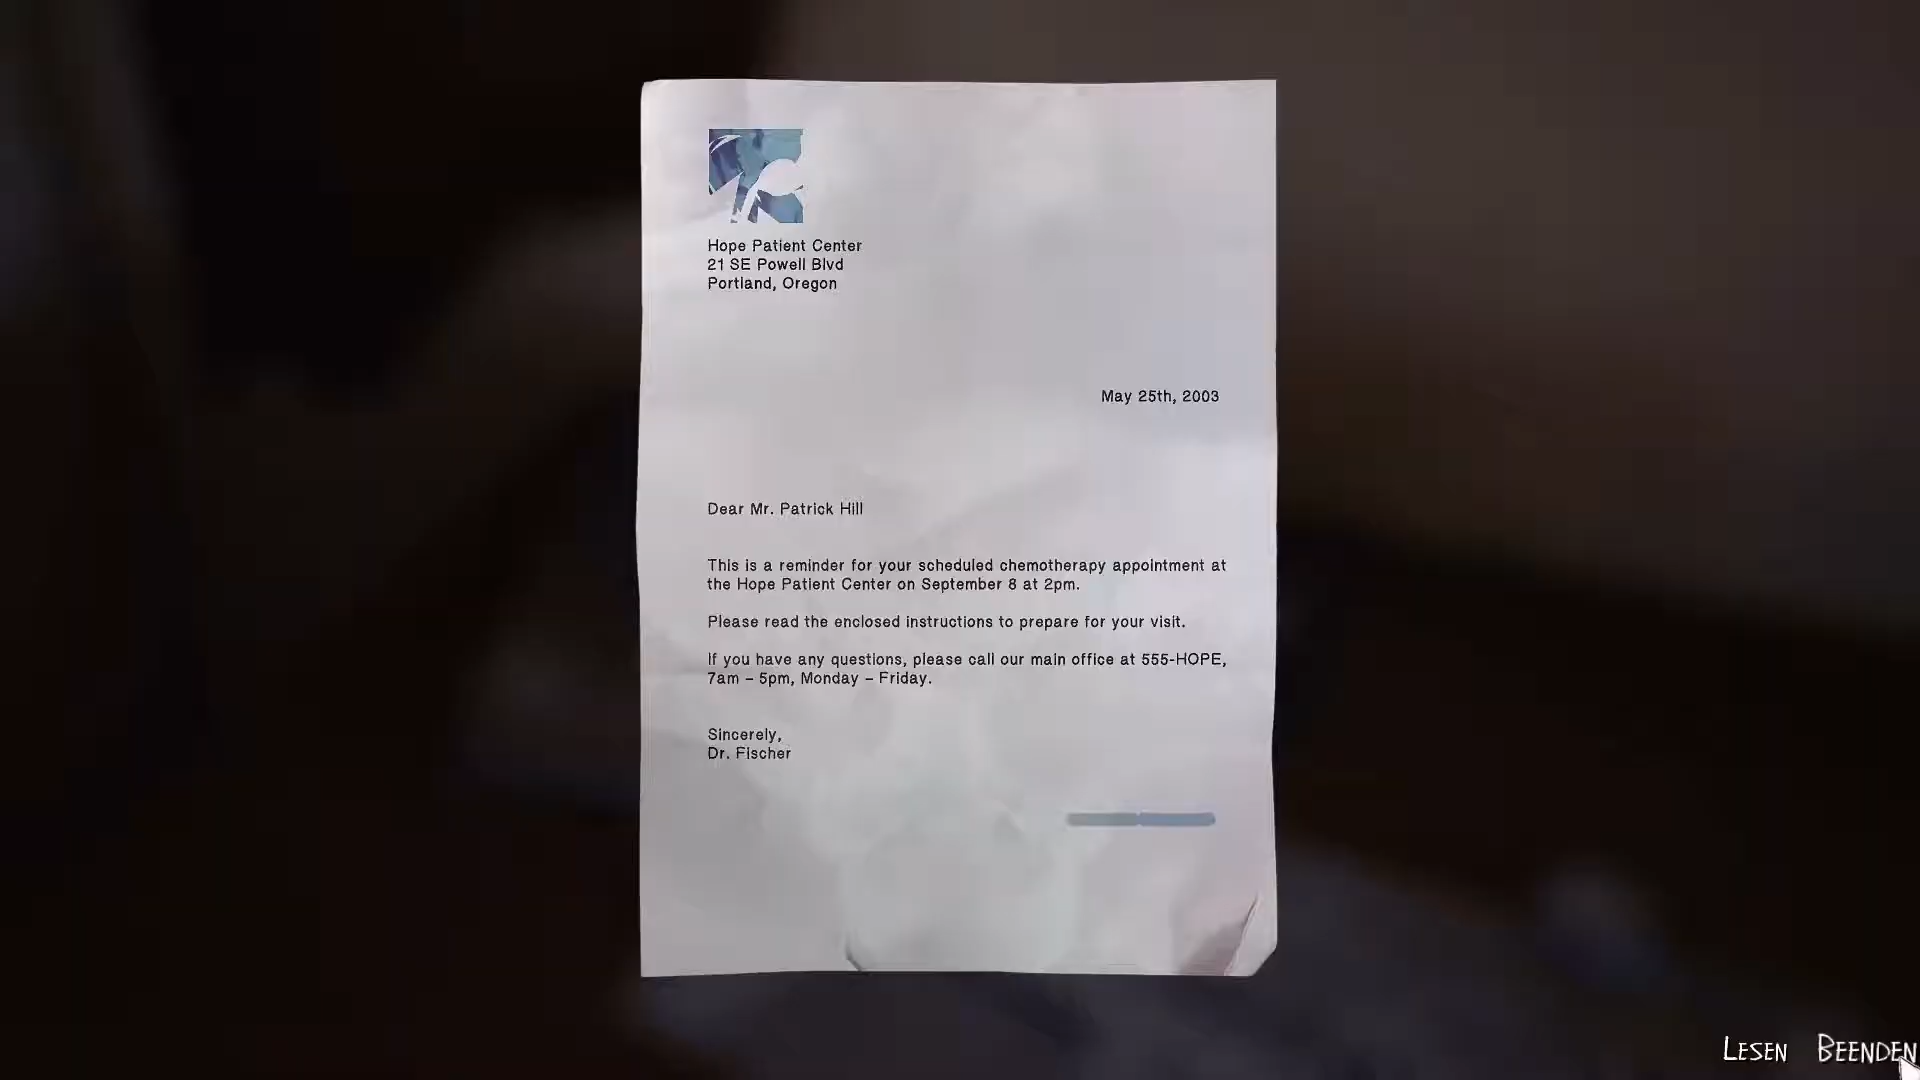 Hope Patient Center
21 SE Powell Blvd
Portland, Oregon
May 25th, 2003
Dear Mr. Patrick Hill
This is a reminder for your scheduled chemotherapy appointment at
the Hope Patient Center on September 8 at 2pm.
Please read the enclosed instructions to prepare for your visit.
If you have any questions, please call our main office at 555-HOPE,
7am – 5pm, Monday – Friday.
Sincerely,
Dr. Fischer
LESEN BEENDEN